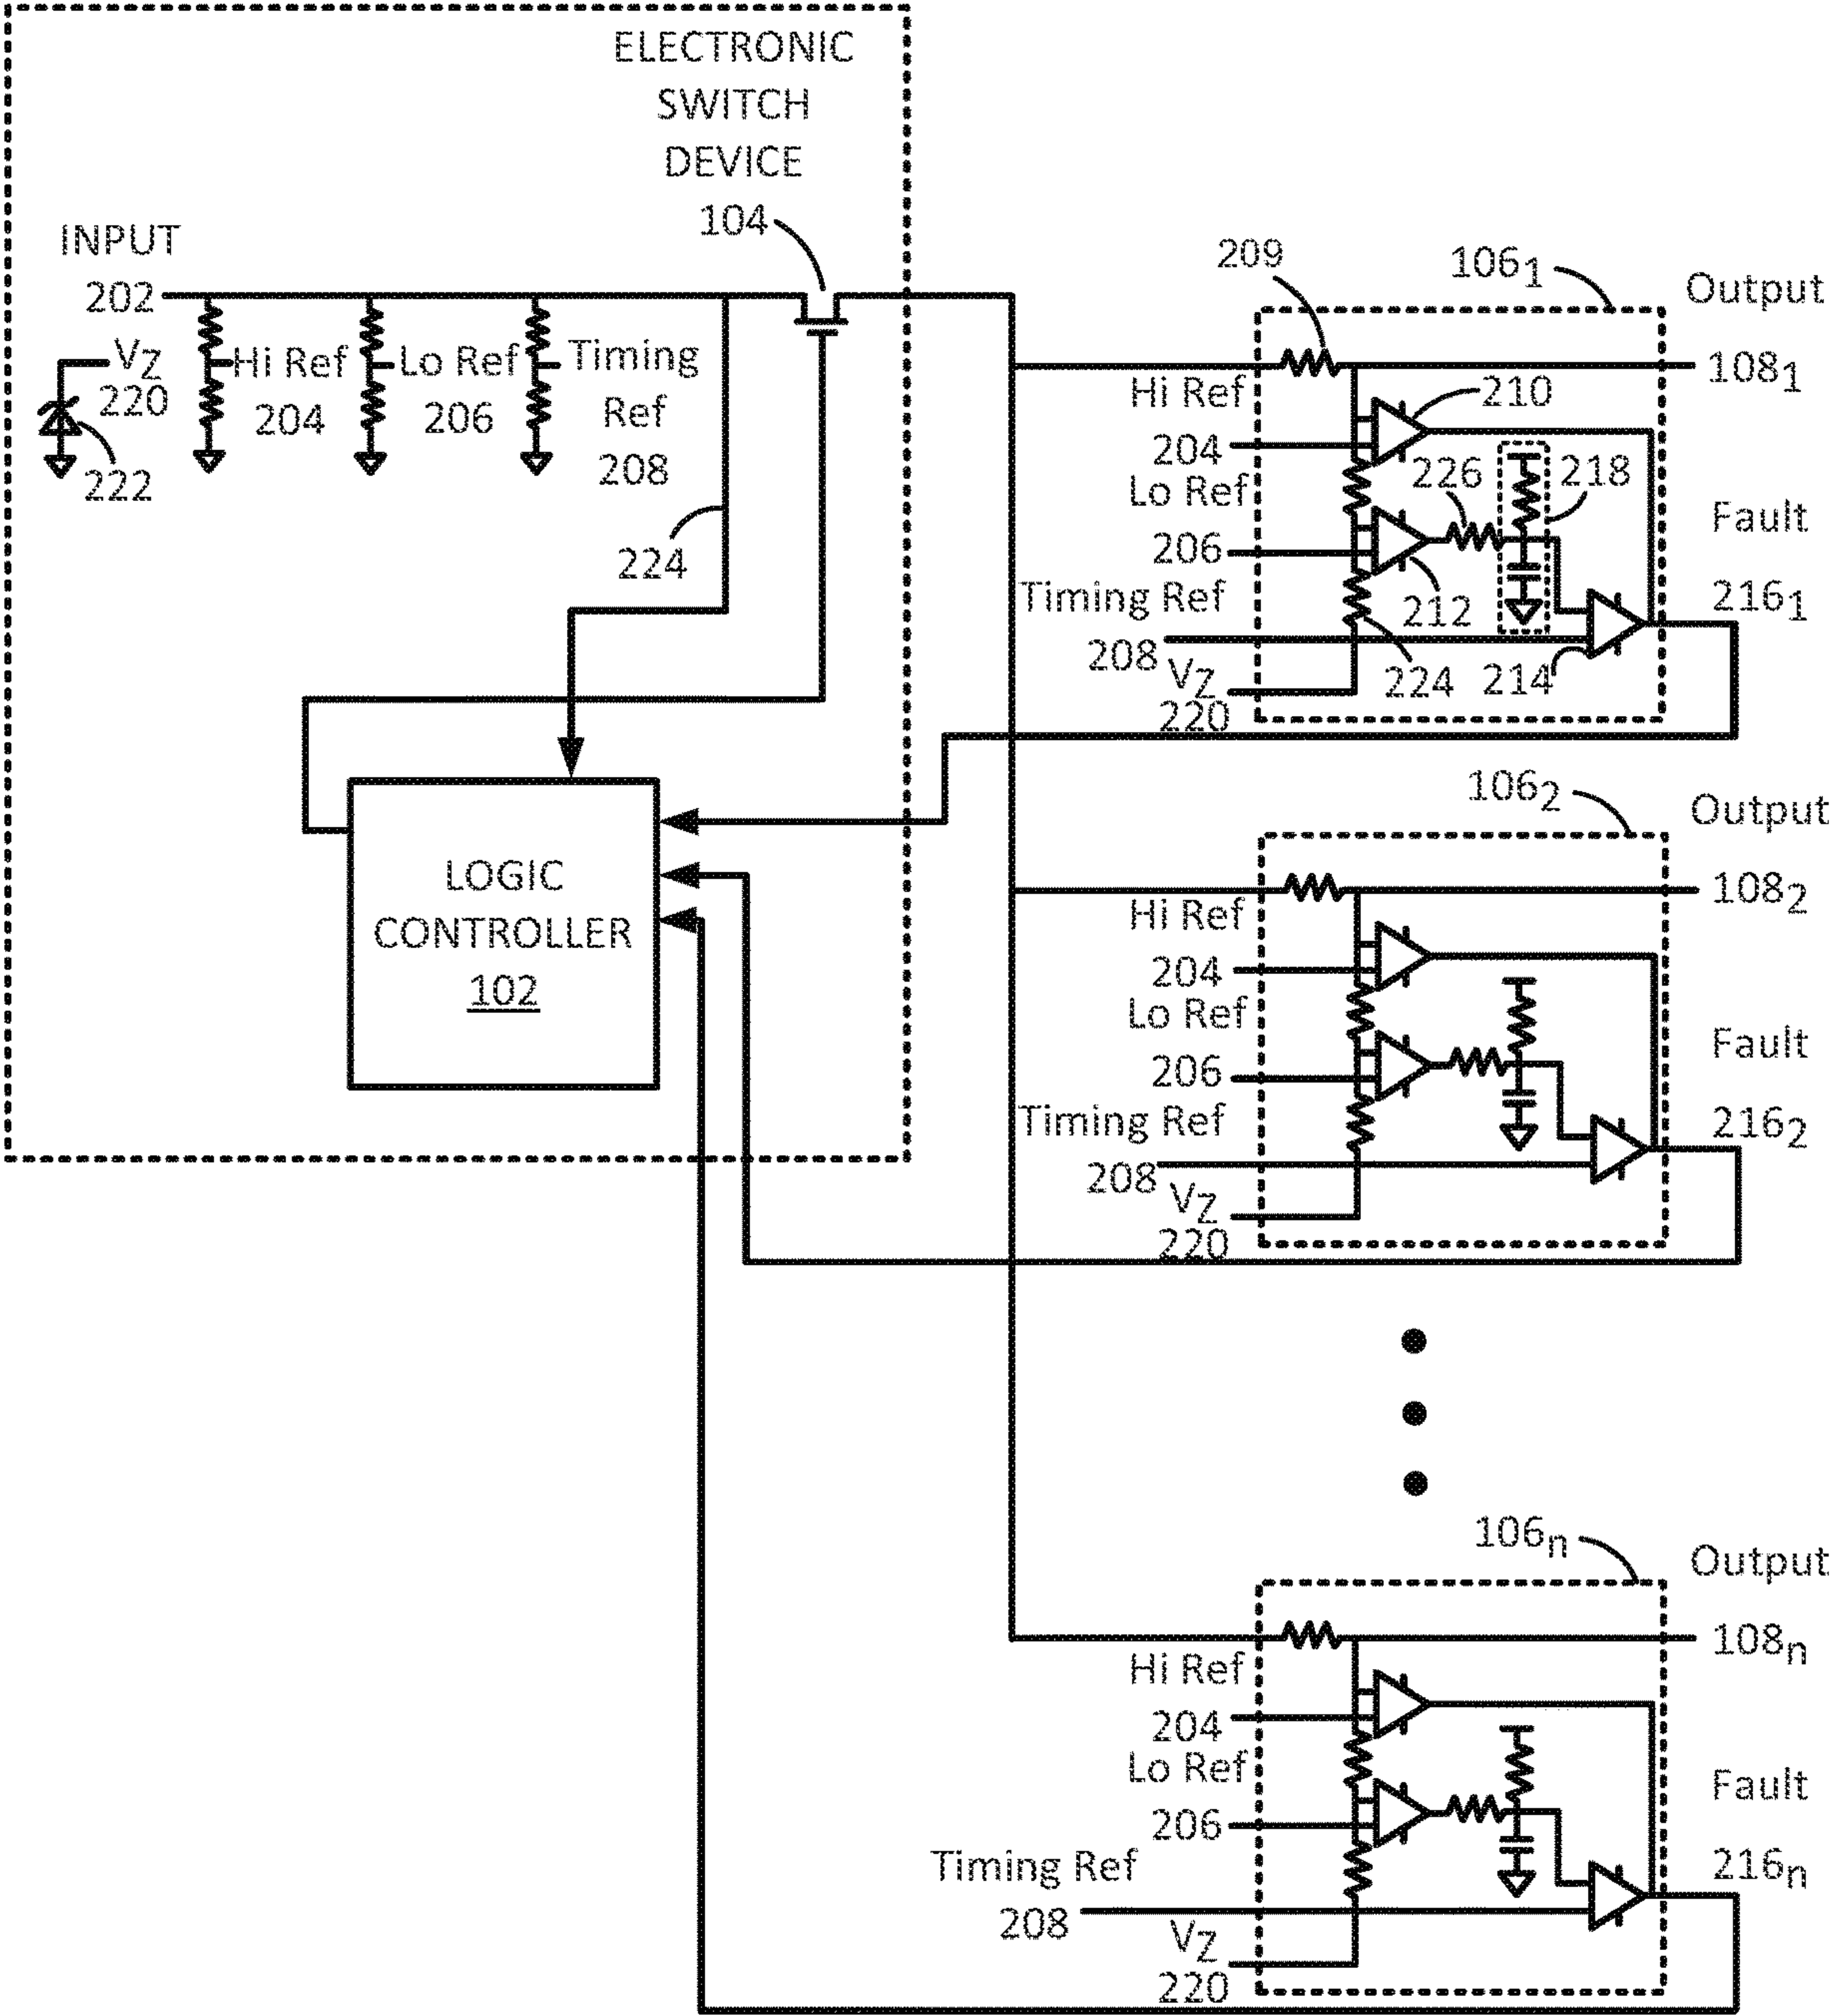 ELECTRONIC
SWITCH
DEVICE
104
INPUT
202
VZ
220
222
Hi Ref
204
Lo Ref
206
Timing
Ref
208
224
LOGIC
CONTROLLER
102
209
1061
Output
1081
Hi Ref
204
210
Lo Ref
206
226
218
Fault
2161
Timing Ref
208
212
VZ
220
224
214
1062
Output
1082
Hi Ref
204
Lo Ref
206
Fault
2162
Timing Ref
208
VZ
220
106n
Output
108n
Hi Ref
204
Lo Ref
206
Fault
216n
Timing Ref
208
VZ
220